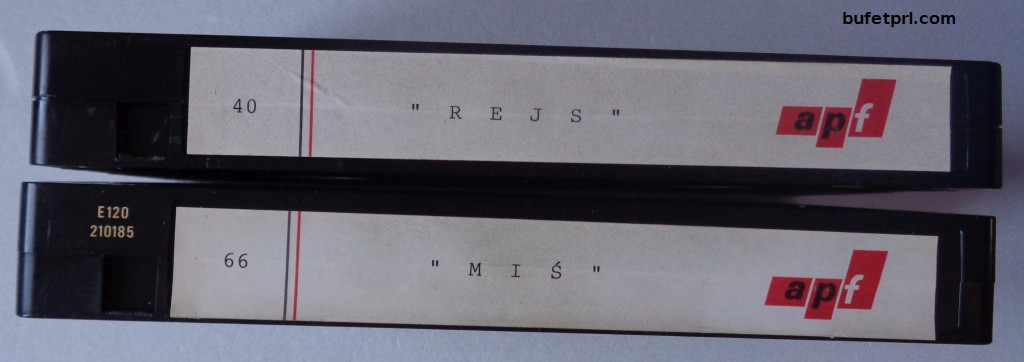 bufetprl.com
40 " R E J S " apf
E120
210185
66 " M I Ś " apf